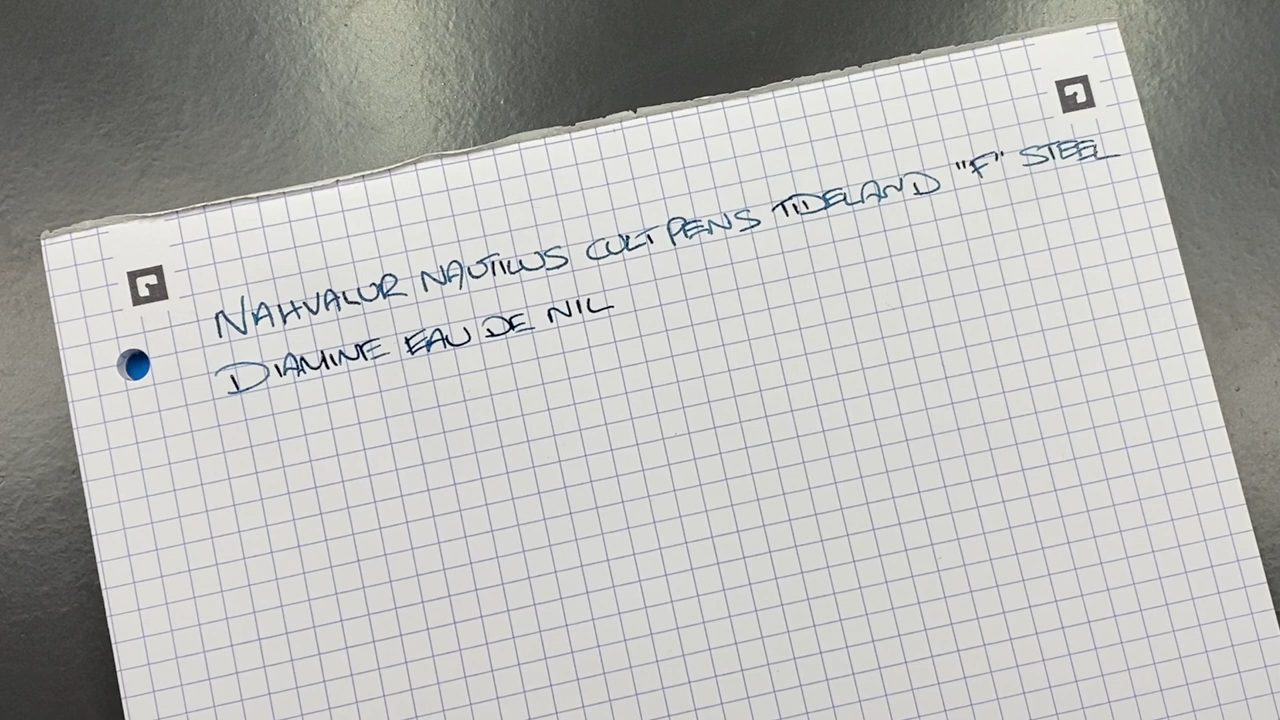 NAHVALUR NAUTILUS CULT PENS TIDELAND "F" STEEL
DIAMINE EAU DE NIL